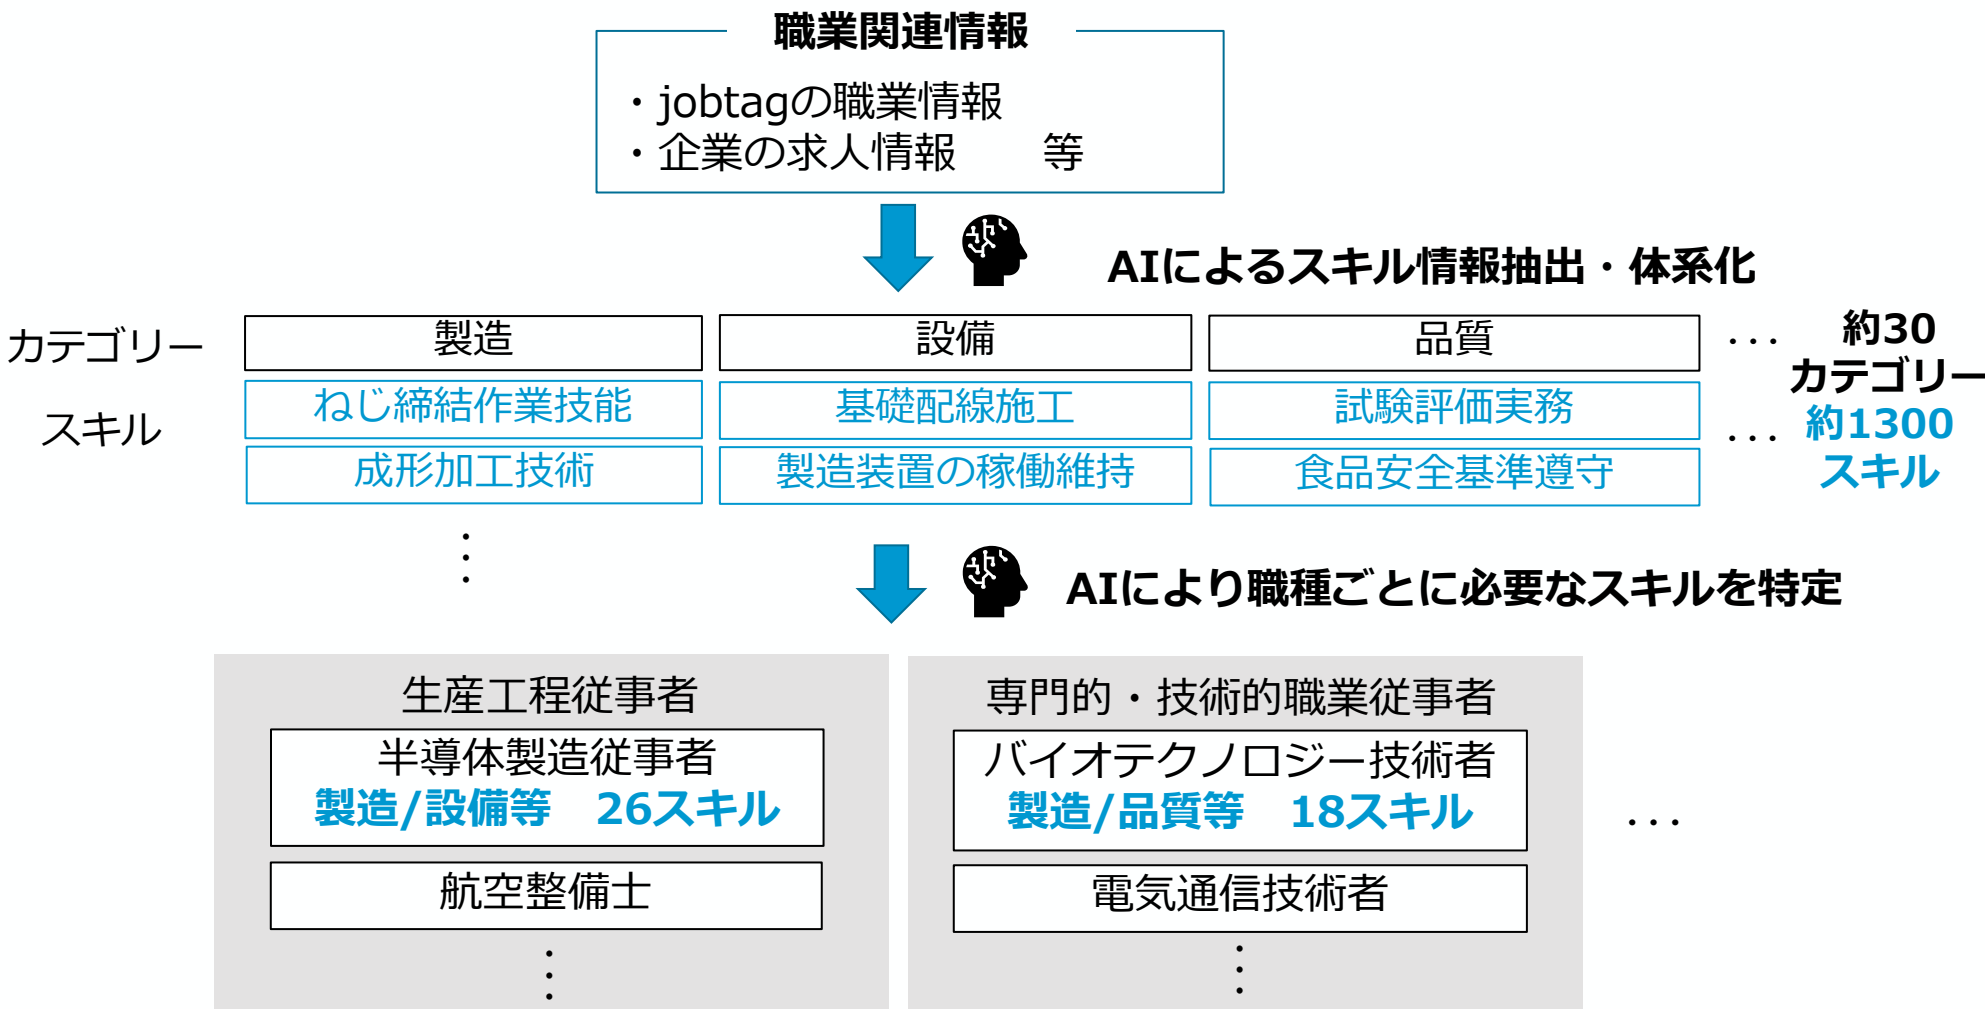 職業関連情報
・jobtagの職業情報
・企業の求人情報　　等
AIによるスキル情報抽出・体系化
カテゴリー
製造
設備
品質
...
約30
カテゴリー
スキル
ねじ締結作業技能
基礎配線施工
試験評価実務
...
約1300
スキル
成形加工技術
製造装置の稼働維持
食品安全基準遵守
⋮
AIにより職種ごとに必要なスキルを特定
生産工程従事者
半導体製造従事者
製造/設備等　26スキル
航空整備士
⋮
専門的・技術的職業従事者
バイオテクノロジー技術者
製造/品質等　18スキル
電気通信技術者
⋮
...